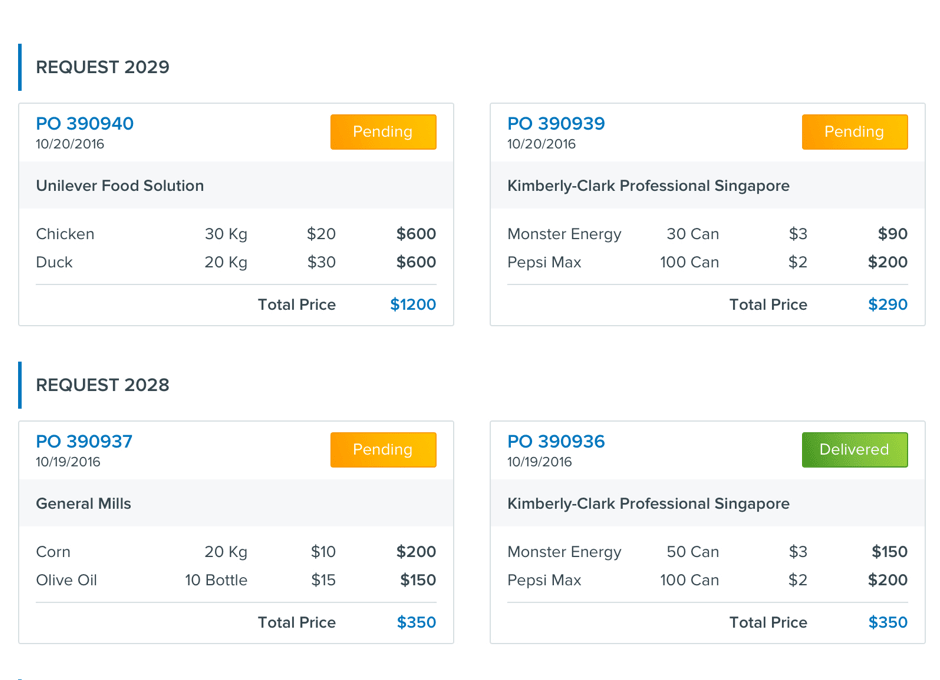 REQUEST 2029
PO 390940
10/20/2016
Pending
Unilever Food Solution
Chicken 30 Kg $20 $600
Duck 20 Kg $30 $600
Total Price $1200
PO 390939
10/20/2016
Pending
Kimberly-Clark Professional Singapore
Monster Energy 30 Can $3 $90
Pepsi Max 100 Can $2 $200
Total Price $290
REQUEST 2028
PO 390937
10/19/2016
Pending
General Mills
Corn 20 Kg $10 $200
Olive Oil 10 Bottle $15 $150
Total Price $350
PO 390936
10/19/2016
Delivered
Kimberly-Clark Professional Singapore
Monster Energy 50 Can $3 $150
Pepsi Max 100 Can $2 $200
Total Price $350